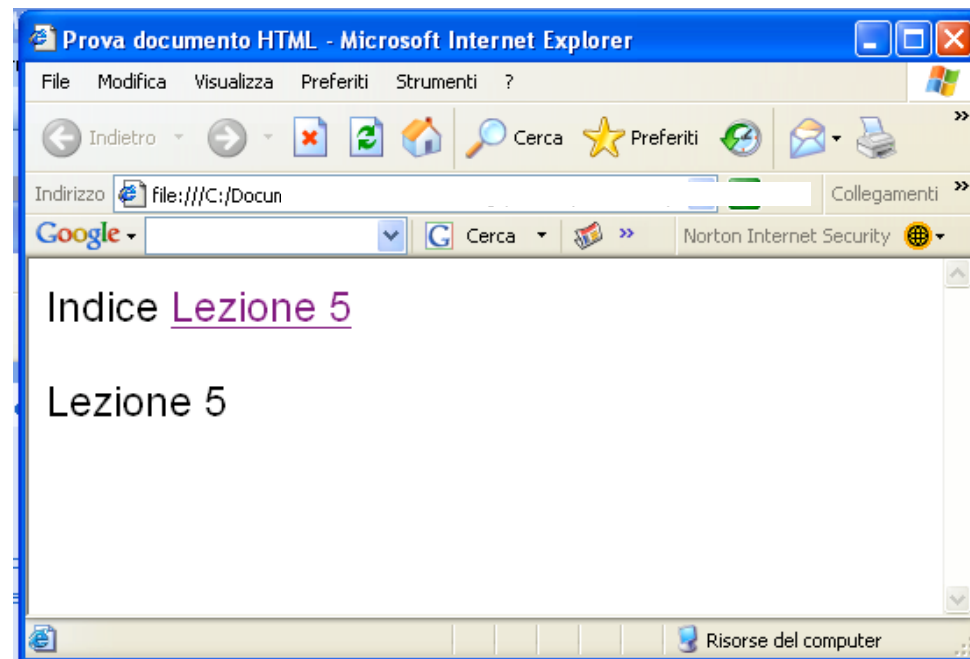 Prova documento HTML - Microsoft Internet Explorer
File Modifica Visualizza Preferiti Strumenti ?
Indietro Cerca Preferiti
Indirizzo file:///C:/Docun Collegamenti
Google Cerca Norton Internet Security
Indice Lezione 5
Lezione 5
Risorse del computer